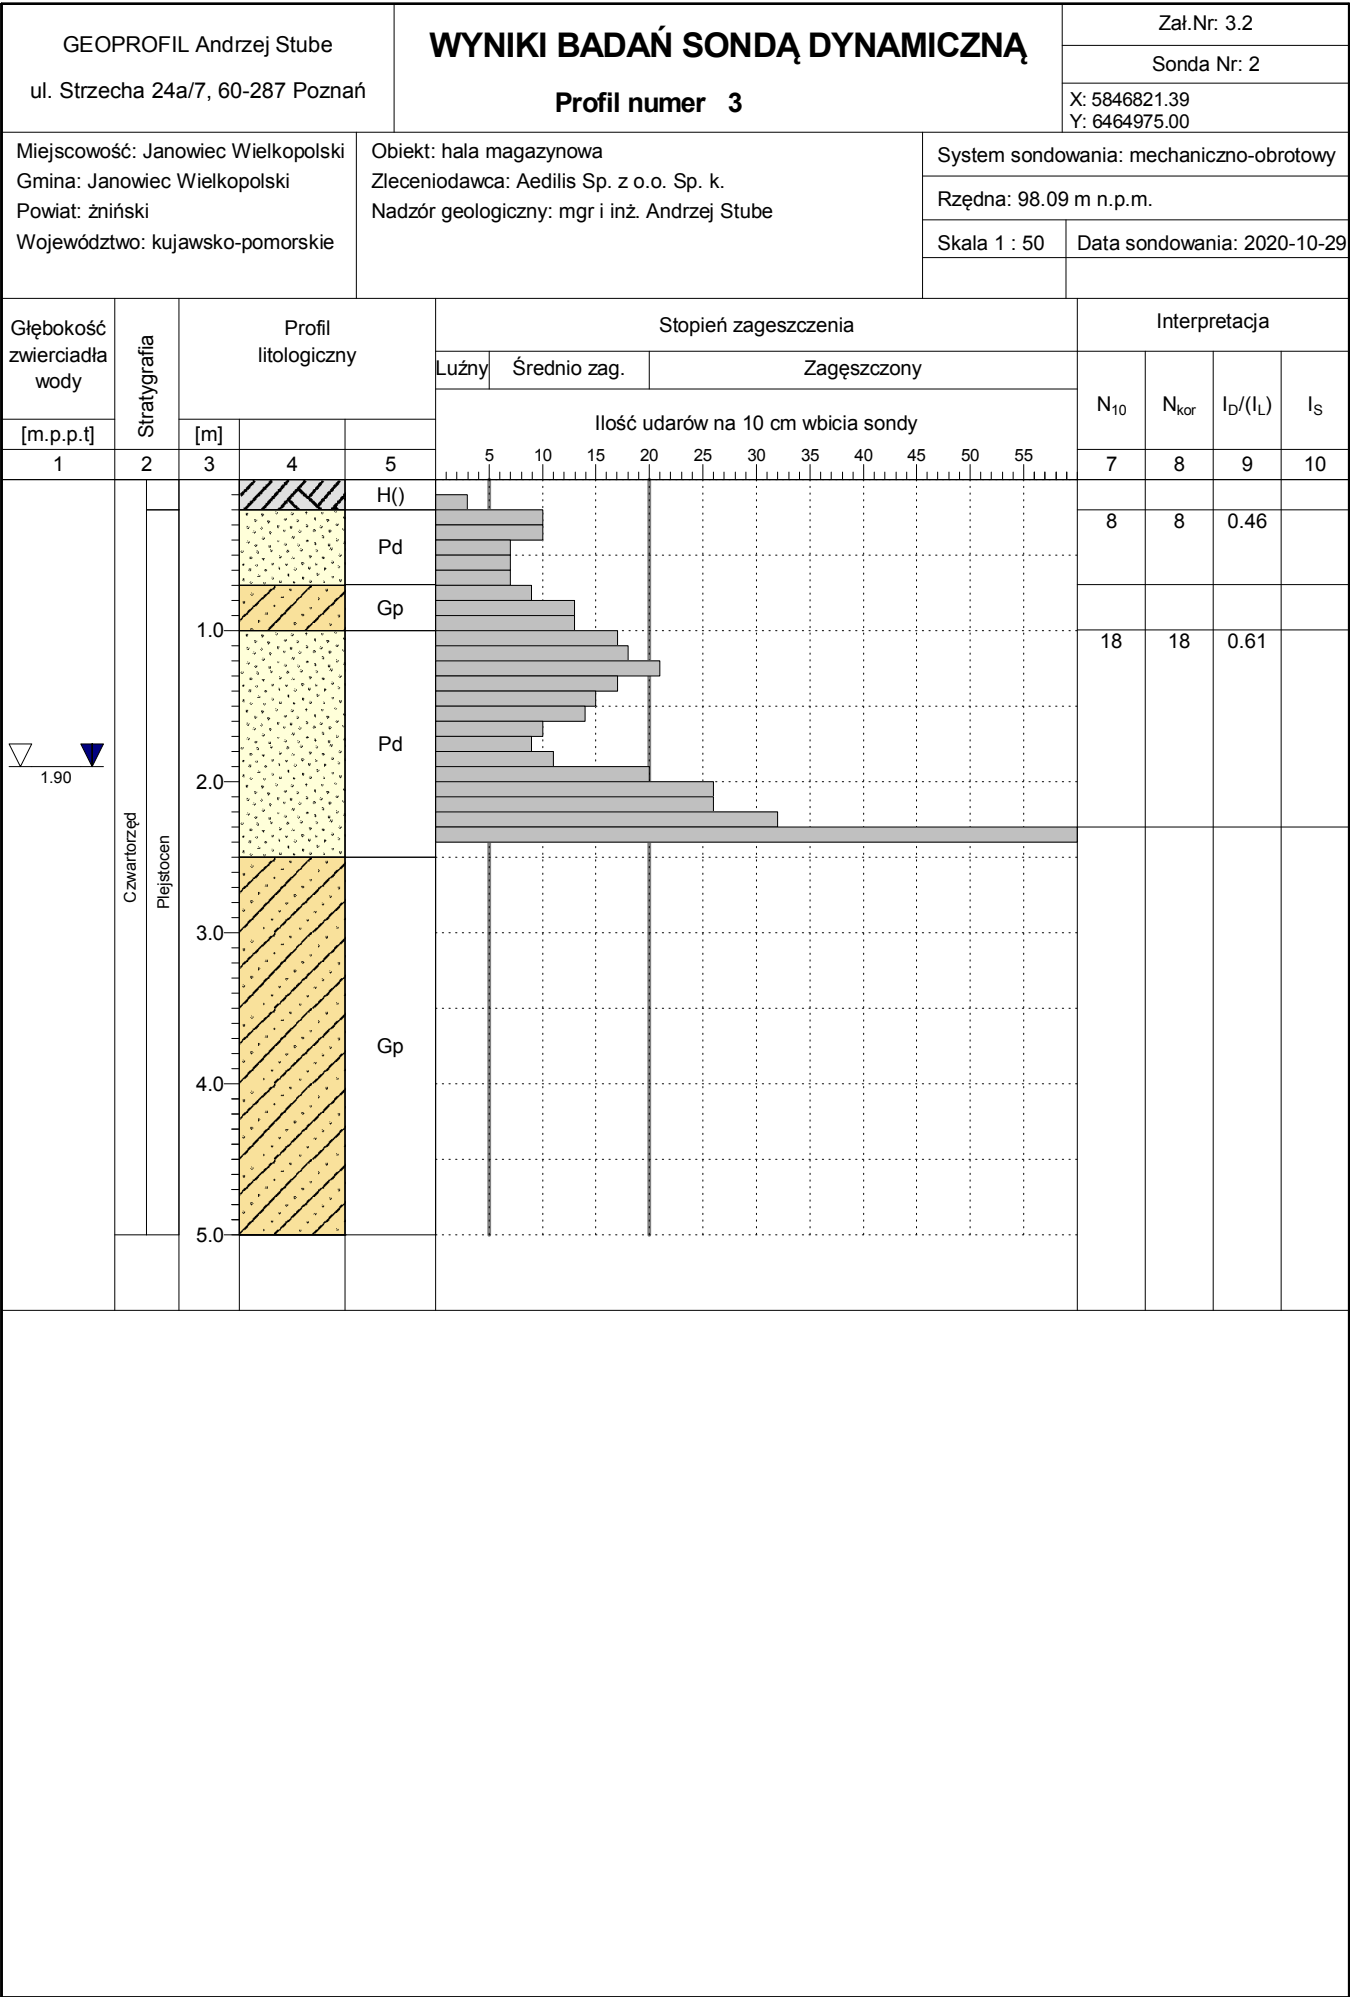 GEOPROFIL Andrzej Stube
ul. Strzecha 24a/7, 60-287 Poznań
WYNIKI BADAŃ SONDĄ DYNAMICZNĄ
Profil numer 3
Zał.Nr: 3.2
Sonda Nr: 2
X: 5846821.39
Y: 6464975.00
Miejscowość: Janowiec Wielkopolski
Gmina: Janowiec Wielkopolski
Powiat: żniński
Województwo: kujawsko-pomorskie
Obiekt: hala magazynowa
Zleceniodawca: Aedilis Sp. z o.o. Sp. k.
Nadzór geologiczny: mgr i inż. Andrzej Stube
System sondowania: mechaniczno-obrotowy
Rzędna: 98.09 m n.p.m.
Skala 1 : 50 Data sondowania: 2020-10-29
Głębokość
zwierciadła
wody
[m.p.p.t]
Stratygrafia
Profil
litologiczny
[m]
Stopień zageszczenia
Luźny Średnio zag. Zagęszczony
Ilość udarów na 10 cm wbicia sondy
5 10 15 20 25 30 35 40 45 50 55
Interpretacja
N10 Nkor ID/(IL) IS
1 2 3 4 5 7 8 9 10
H()
Pd
8 8 0.46
Gp
1.0
18 18 0.61
Pd
1.90
2.0
Czwartorzęd
Plejstocen
3.0
Gp
4.0
5.0